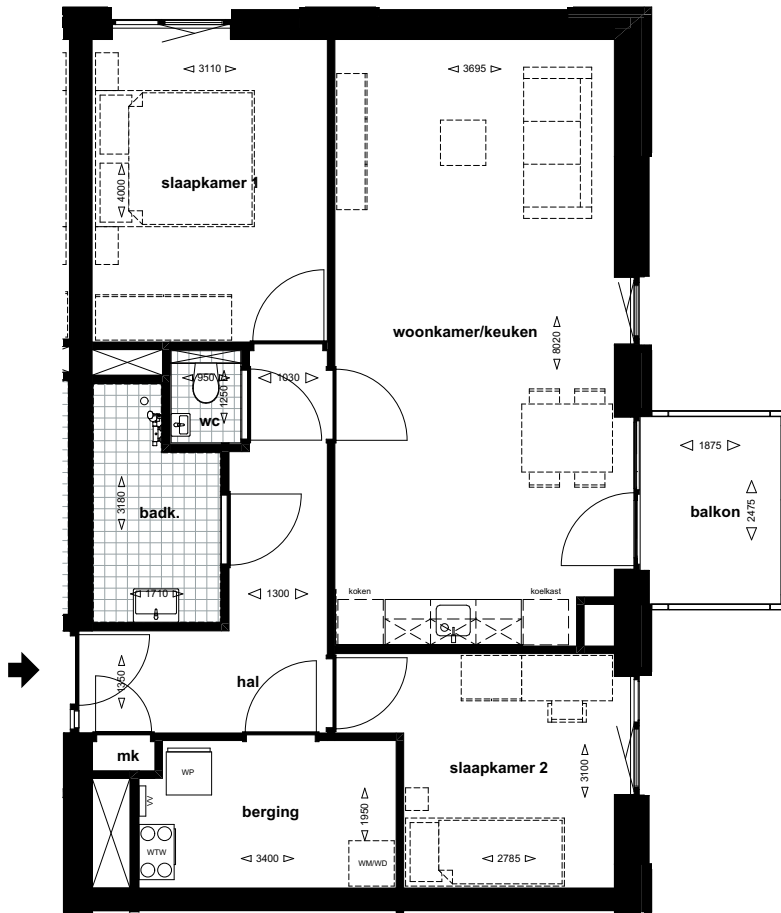 3110
3695
4000
slaapkamer 1
woonkamer/keuken
8020
950
1030
1250
wc
1875
2475
balkon
3180
badk.
1710
1300
koken
koelkast
1350
hal
mk
WP
slaapkamer 2
3100
VV
berging
1950
WTW
3400
WM/WD
2785